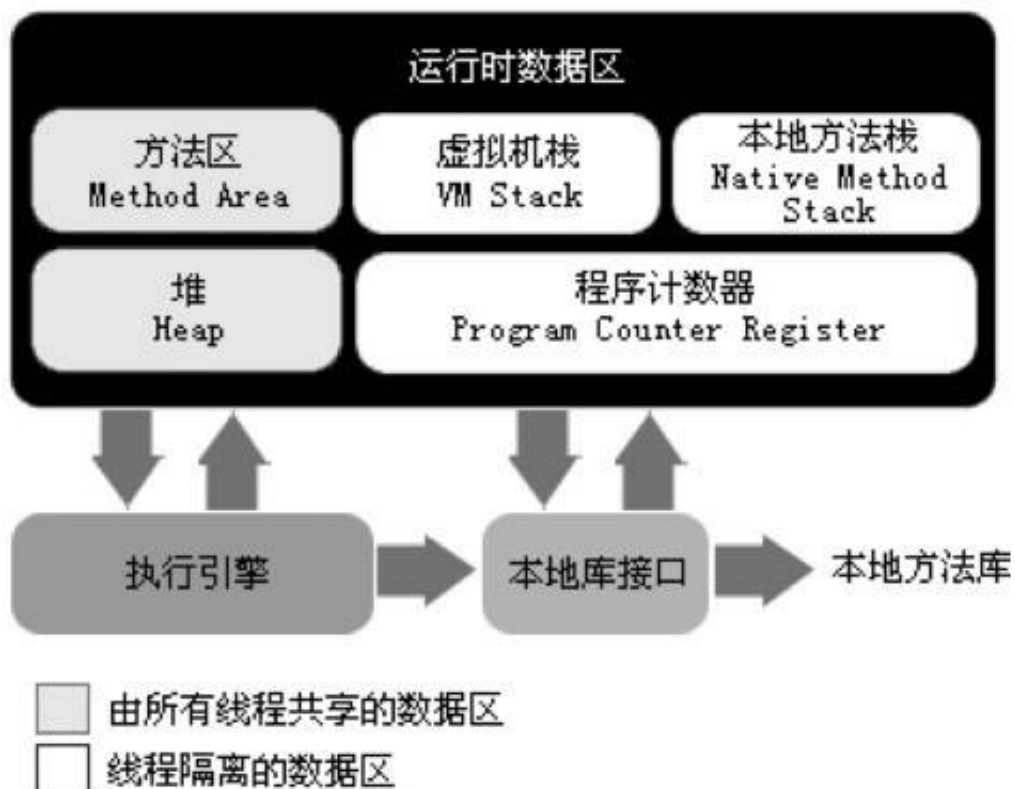 运行时数据区
方法区
Method Area
虚拟机栈
VM Stack
本地方法栈
Native Method
Stack
堆
Heap
程序计数器
Program Counter Register
执行引擎
本地库接口
本地方法库
由所有线程共享的数据区
线程隔离的数据区